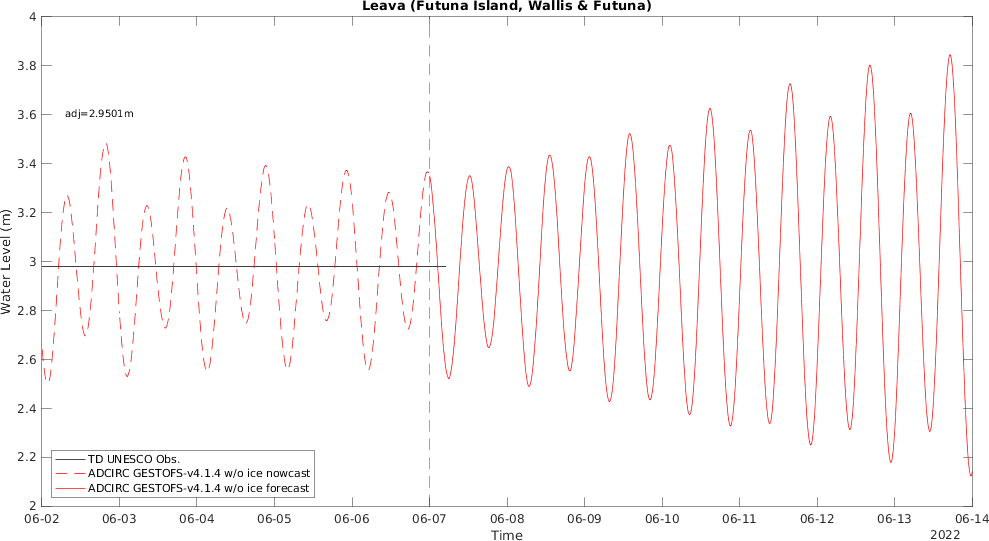 Leava (Futuna Island, Wallis & Futuna)
4
3.8
3.6
3.4
3.2
3
2.8
2.6
2.4
2.2
2
Water Level (m)
adj=2.9501m
TD UNESCO Obs.
ADCIRC GESTOFS-v4.1.4 w/o ice nowcast
ADCIRC GESTOFS-v4.1.4 w/o ice forecast
06-02 06-03 06-04 06-05 06-06 06-07 06-08 06-09 06-10 06-11 06-12 06-13 06-14
Time
2022